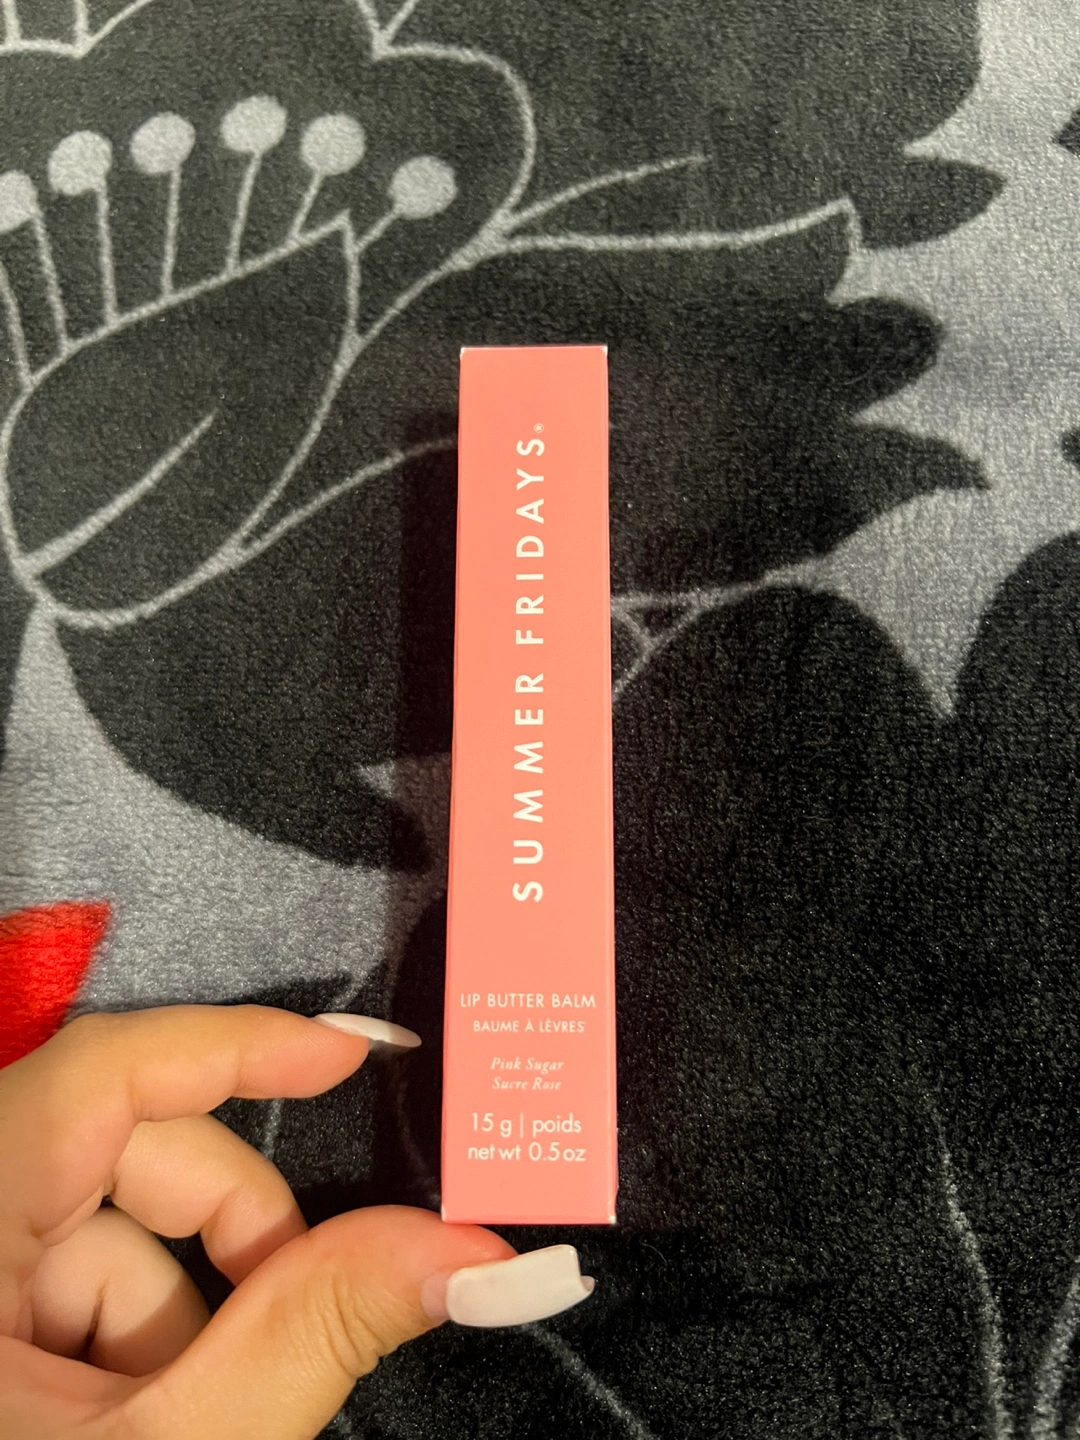 SUMMER FRIDAYS®
LIP BUTTER BALM
BAUME À LÈVRES
Pink Sugar
Sucre Rose
15 g | poids
net wt 0.5 oz